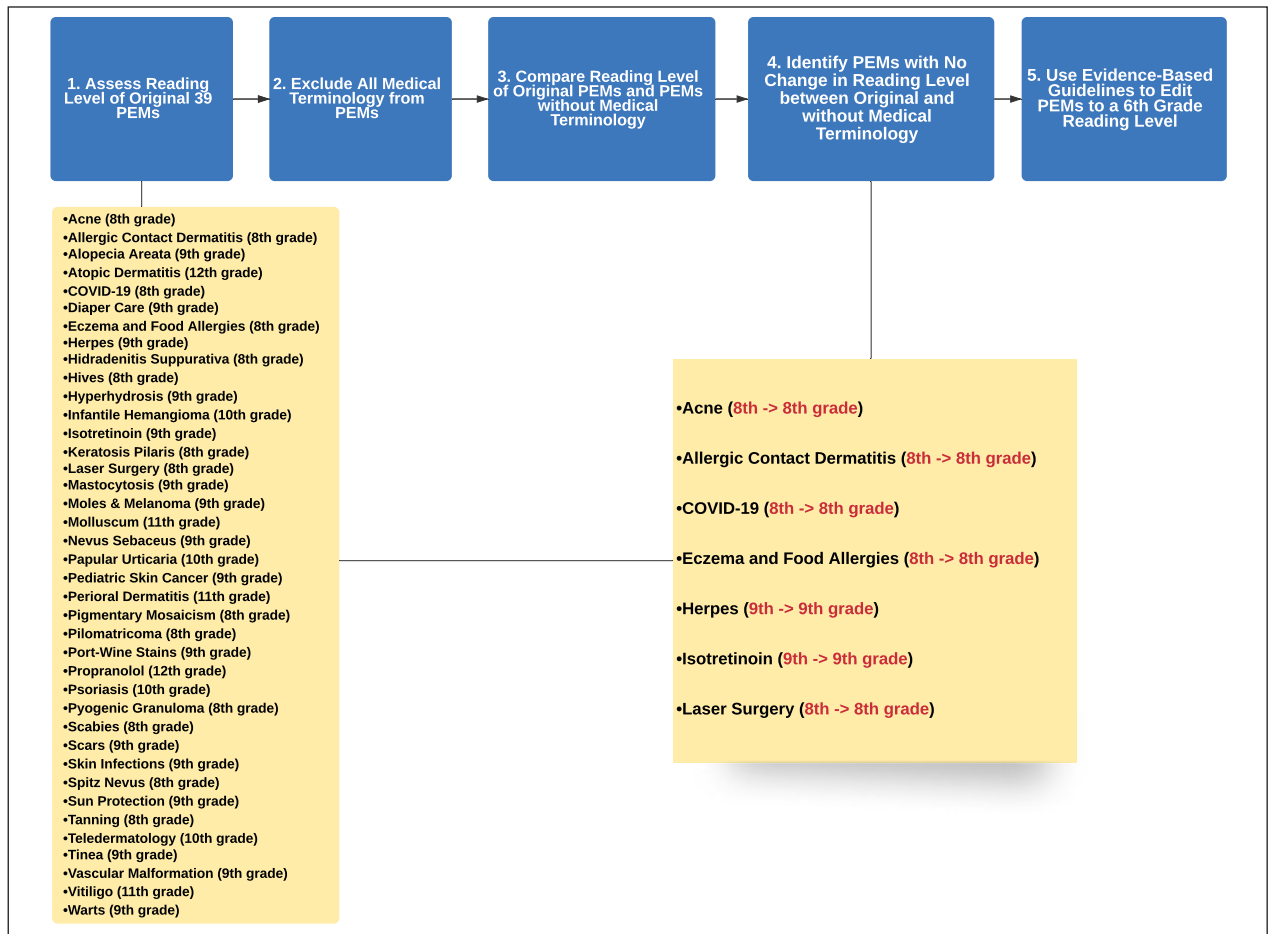 1. Assess Reading
Level of Original 39
PEMs
2. Exclude All Medical
Terminology from
PEMs
3. Compare Reading Level
of Original PEMs and PEMs
without Medical
Terminology
4. Identify PEMs with No
Change in Reading Level
between Original and
without Medical
Terminology
5. Use Evidence-Based
Guidelines to Edit
PEMs to a 6th Grade
Reading Level
•Acne (8th grade)
•Allergic Contact Dermatitis (8th grade)
•Alopecia Areata (9th grade)
•Atopic Dermatitis (12th grade)
•COVID-19 (8th grade)
•Diaper Care (9th grade)
•Eczema and Food Allergies (8th grade)
•Herpes (9th grade)
•Hidradenitis Suppurativa (8th grade)
•Hives (8th grade)
•Hyperhydrosis (9th grade)
•Infantile Hemangioma (10th grade)
•Isotretinoin (9th grade)
•Keratosis Pilaris (8th grade)
•Laser Surgery (8th grade)
•Mastocytosis (9th grade)
•Moles & Melanoma (9th grade)
•Molluscum (11th grade)
•Nevus Sebaceus (9th grade)
•Papular Urticaria (10th grade)
•Pediatric Skin Cancer (9th grade)
•Perioral Dermatitis (11th grade)
•Pigmentary Mosaicism (8th grade)
•Pilomatricoma (8th grade)
•Port-Wine Stains (9th grade)
•Propranolol (12th grade)
•Psoriasis (10th grade)
•Pyogenic Granuloma (8th grade)
•Scabies (8th grade)
•Scars (9th grade)
•Skin Infections (9th grade)
•Spitz Nevus (8th grade)
•Sun Protection (9th grade)
•Tanning (8th grade)
•Teledermatology (10th grade)
•Tinea (9th grade)
•Vascular Malformation (9th grade)
•Vitiligo (11th grade)
•Warts (9th grade)
•Acne (8th -> 8th grade)
•Allergic Contact Dermatitis (8th -> 8th grade)
•COVID-19 (8th -> 8th grade)
•Eczema and Food Allergies (8th -> 8th grade)
•Herpes (9th -> 9th grade)
•Isotretinoin (9th -> 9th grade)
•Laser Surgery (8th -> 8th grade)